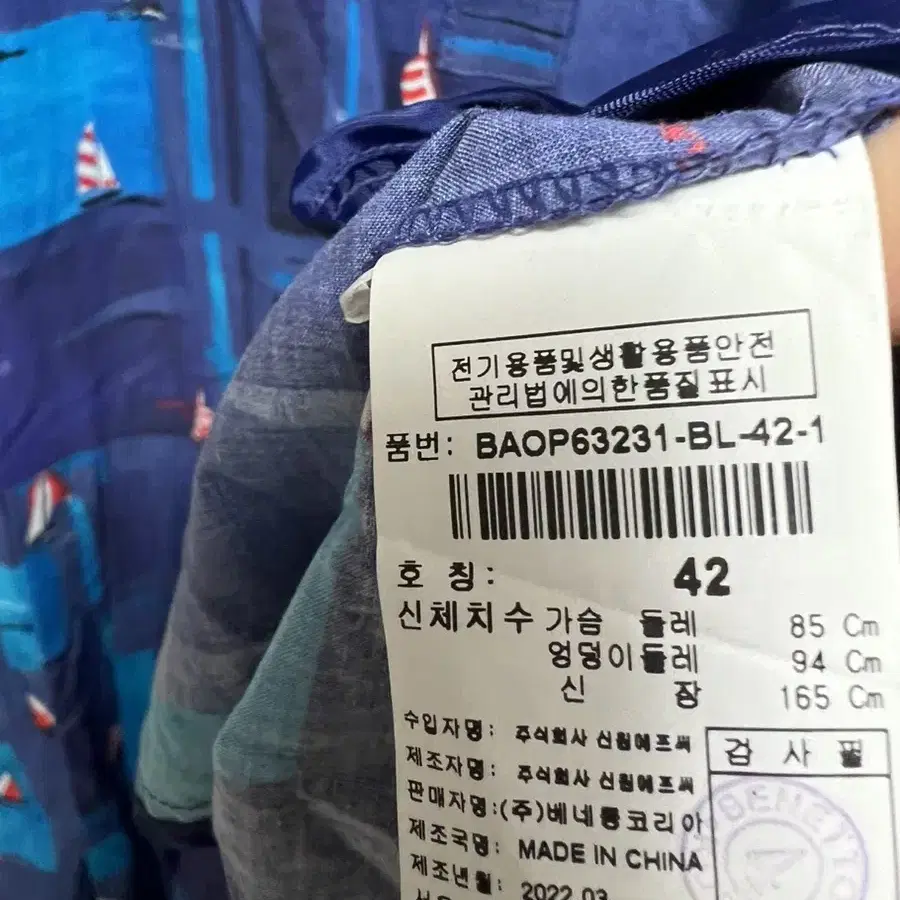 전기용품및생활용품안전
관리법에의한품질표시
품번: BAOP63231-BL-42-1
호 칭: 42
신체치수 가슴 둘레 85 Cm
엉덩이둘레 94 Cm
신 장 165 Cm
수입자명: 주식회사 신원에프씨
제조자명: 주식회사 신원에프씨
판매자명:(주)베네통코리아
제조국명: MADE IN CHINA
제조년월: 2022.03
검 사 필